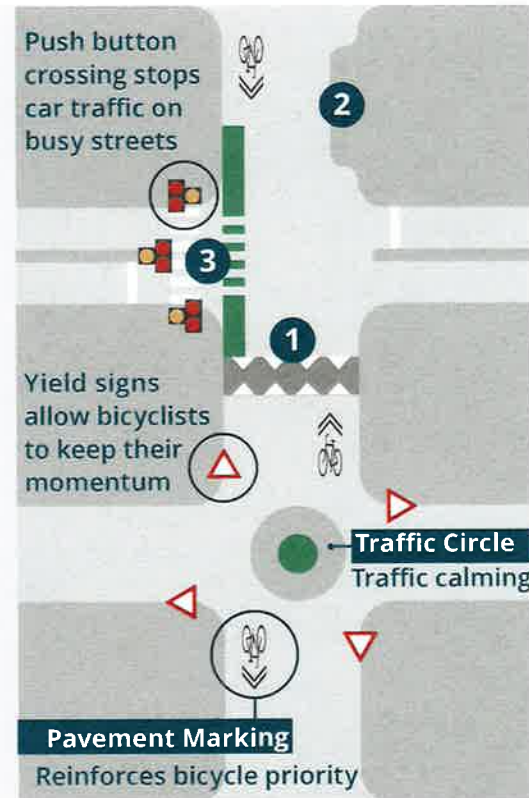 Push button
crossing stops
car traffic on
busy streets
2
3
1
Yield signs
allow bicyclists
to keep their
momentum
Traffic Circle
Traffic calming
Pavement Marking
Reinforces bicycle priority